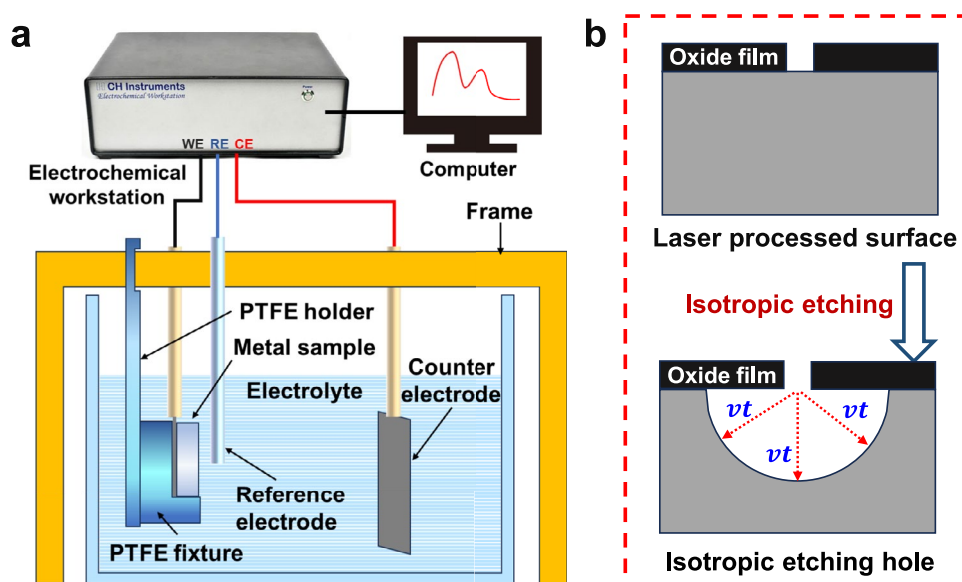 a
CH Instruments
Electrochemical Workstation
Power
WE RE CE
Electrochemical
workstation
Computer
Frame
PTFE holder
Metal sample
Electrolyte
Counter
electrode
Reference
electrode
PTFE fixture
b
Oxide film
Laser processed surface
Isotropic etching
Oxide film
vt
vt
vt
Isotropic etching hole